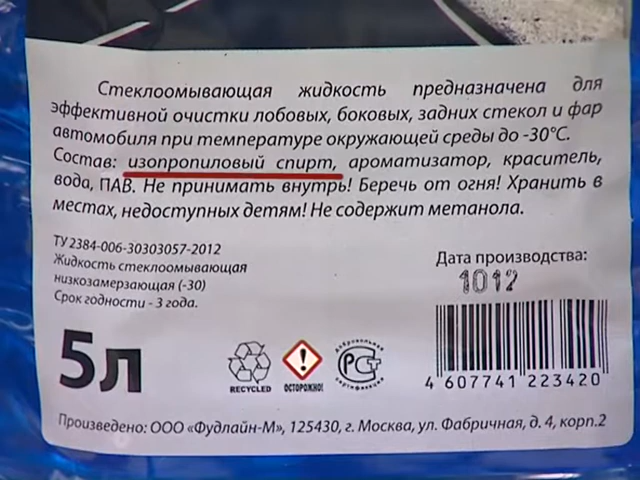 Стеклоомывающая жидкость предназначена для
эффективной очистки лобовых, боковых, задних стекол и фар
автомобиля при температуре окружающей среды до -30°С.
Состав: изопропиловый спирт, ароматизатор, краситель,
вода, ПАВ. Не принимать внутрь! Беречь от огня! Хранить в
местах, недоступных детям! Не содержит метанола.
ТУ 2384-006-30303057-2012
Жидкость стеклоомывающая
низкозамерзающая (-30)
Срок годности - 3 года.
Дата производства:
1012
5л
RECYCLED
ОСТОРОЖНО!
Добровольная
РСТ
сертификация
4 607741 223420
Произведено: ООО «Фудлайн-М», 125430, г. Москва, ул. Фабричная, д. 4, корп.2